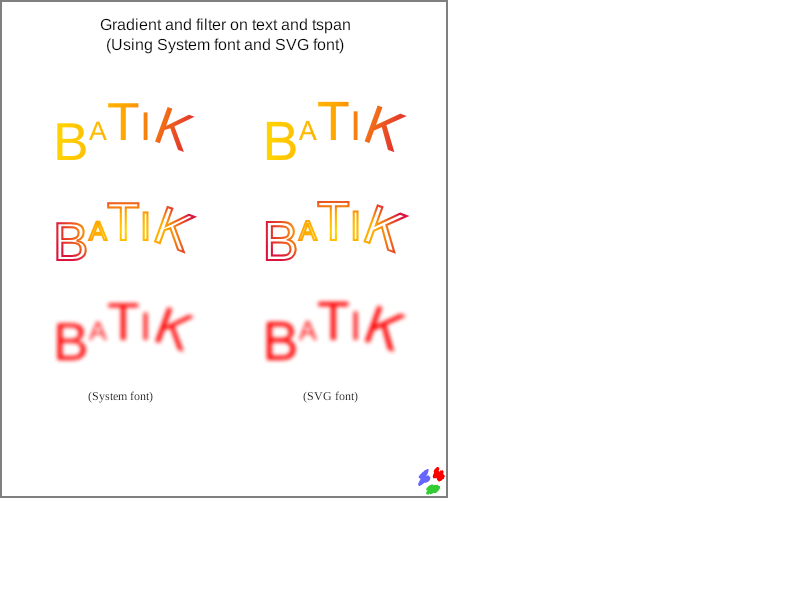 Gradient and filter on text and tspan
(Using System font and SVG font)
BATIK BATIK
BATIK BATIK
BATIK BATIK
(System font) (SVG font)